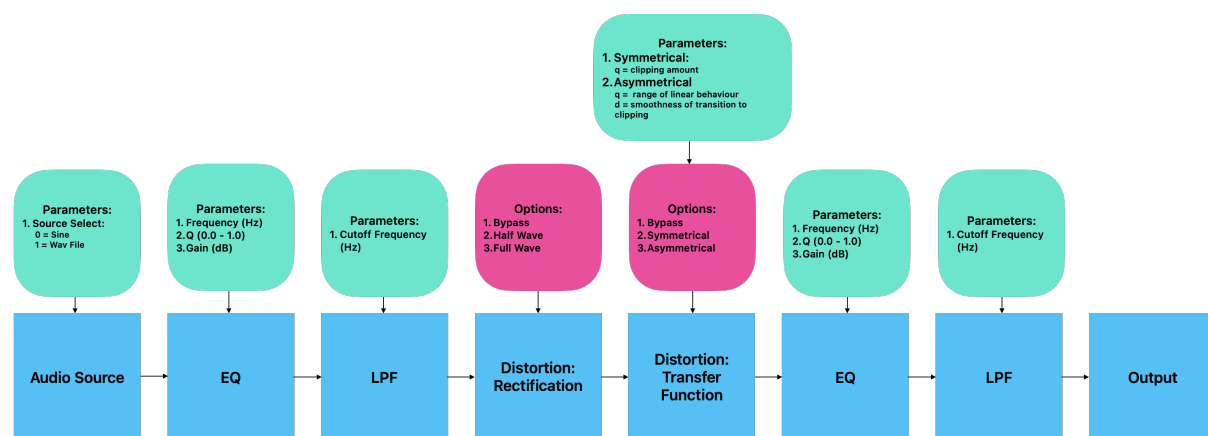 Parameters:
1. Symmetrical:
q = clipping amount
2.Asymmetrical
q = range of linear behaviour
d = smoothness of transition to
clipping
Parameters:
1. Source Select:
0 = Sine
1 = Wav File
Parameters:
1. Frequency (Hz)
2.Q (0.0 - 1.0)
3.Gain (dB)
Parameters:
1. Cutoff Frequency
(Hz)
Options:
1. Bypass
2.Half Wave
3.Full Wave
Options:
1. Bypass
2.Symmetrical
3.Asymmetrical
Parameters:
1. Frequency (Hz)
2.Q (0.0 - 1.0)
3.Gain (dB)
Parameters:
1. Cutoff Frequency
(Hz)
Audio Source
EQ
LPF
Distortion:
Rectification
Distortion:
Transfer
Function
EQ
LPF
Output